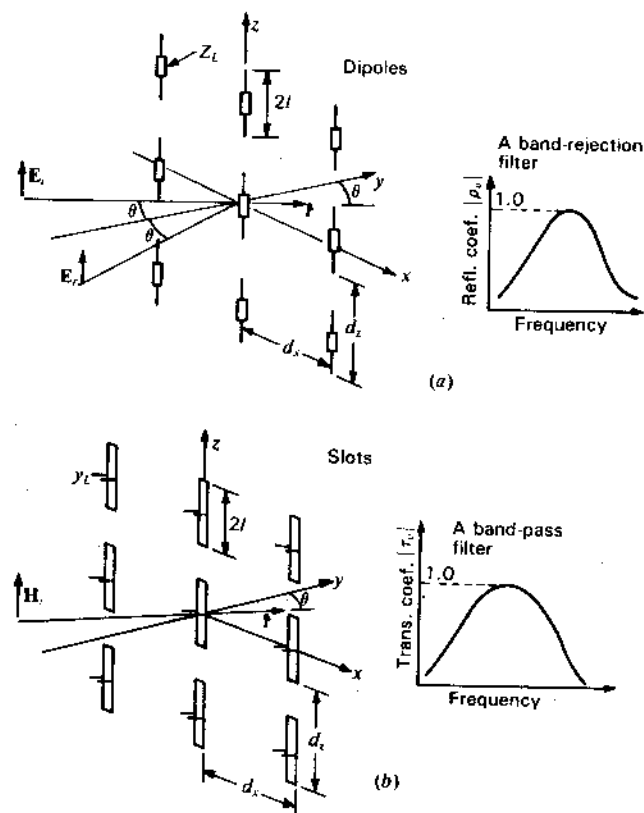 z
Z_L
Dipoles
2l
E_i
θ
y
θ
θ
E_r
x
d_z
d_x
(a)
A band-rejection
filter
1.0
Refl. coef. |ρ_v|
Frequency
z
Slots
y_L
2l
H_i
y
θ
x
d_z
d_x
(b)
A band-pass
filter
1.0
Trans. coef. |τ_v|
Frequency